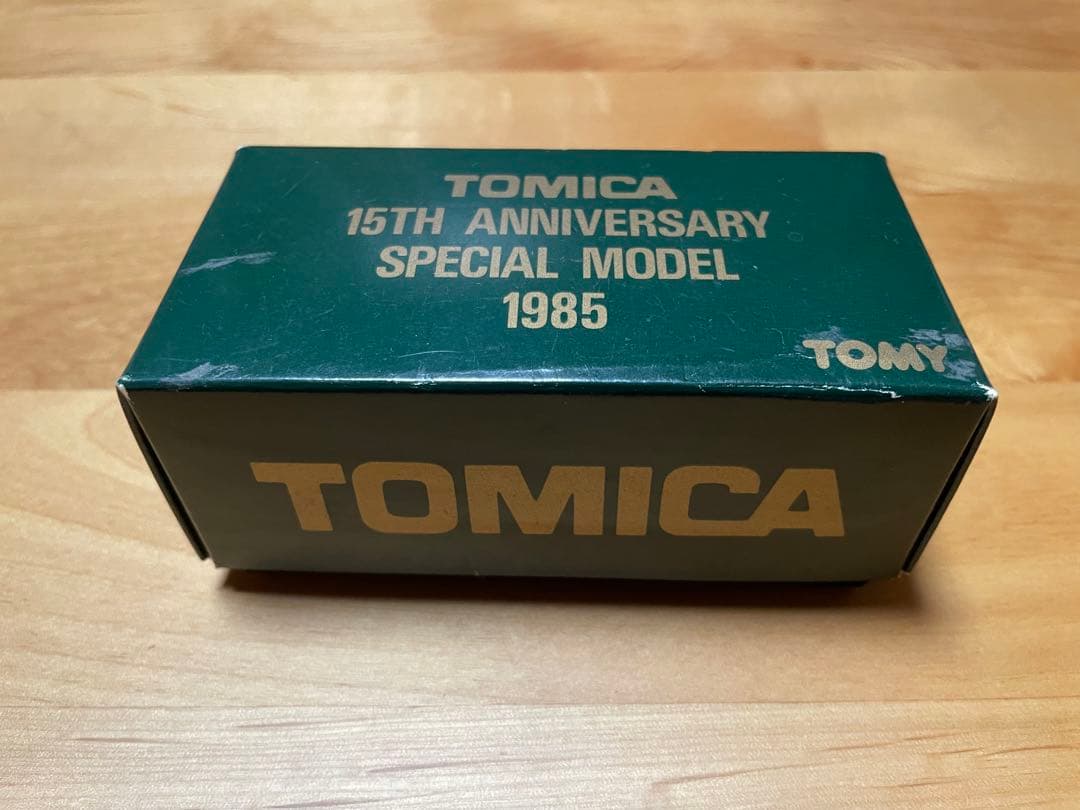 TOMICA
15TH ANNIVERSARY
SPECIAL MODEL
1985
TOMY
TOMICA